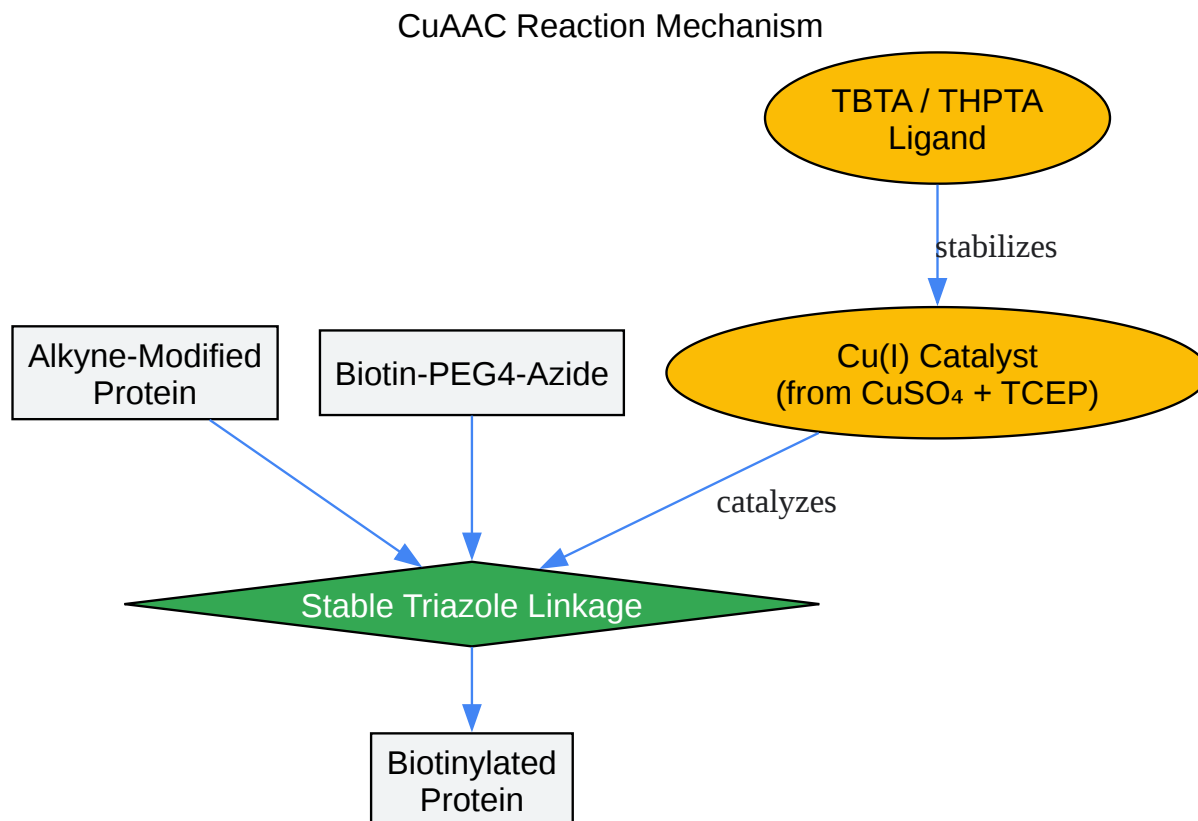 CuAAC Reaction Mechanism
TBTA / THPTA
Ligand
stabilizes
Alkyne-Modified
Protein
Biotin-PEG4-Azide
Cu(I) Catalyst
(from CuSO₄ + TCEP)
catalyzes
Stable Triazole Linkage
Biotinylated
Protein